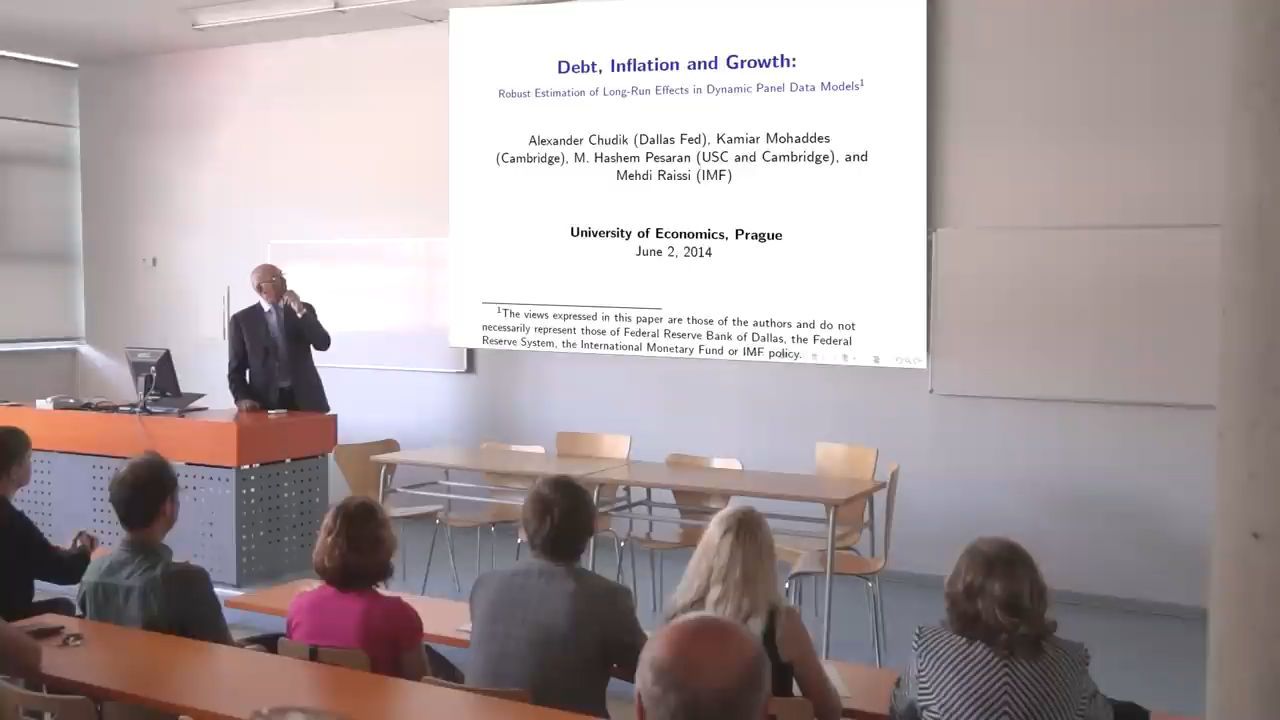 Debt, Inflation and Growth:
Robust Estimation of Long-Run Effects in Dynamic Panel Data Models¹
Alexander Chudik (Dallas Fed), Kamiar Mohaddes
(Cambridge), M. Hashem Pesaran (USC and Cambridge), and
Mehdi Raissi (IMF)
University of Economics, Prague
June 2, 2014
¹The views expressed in this paper are those of the authors and do not
necessarily represent those of Federal Reserve Bank of Dallas, the Federal
Reserve System, the International Monetary Fund or IMF policy.